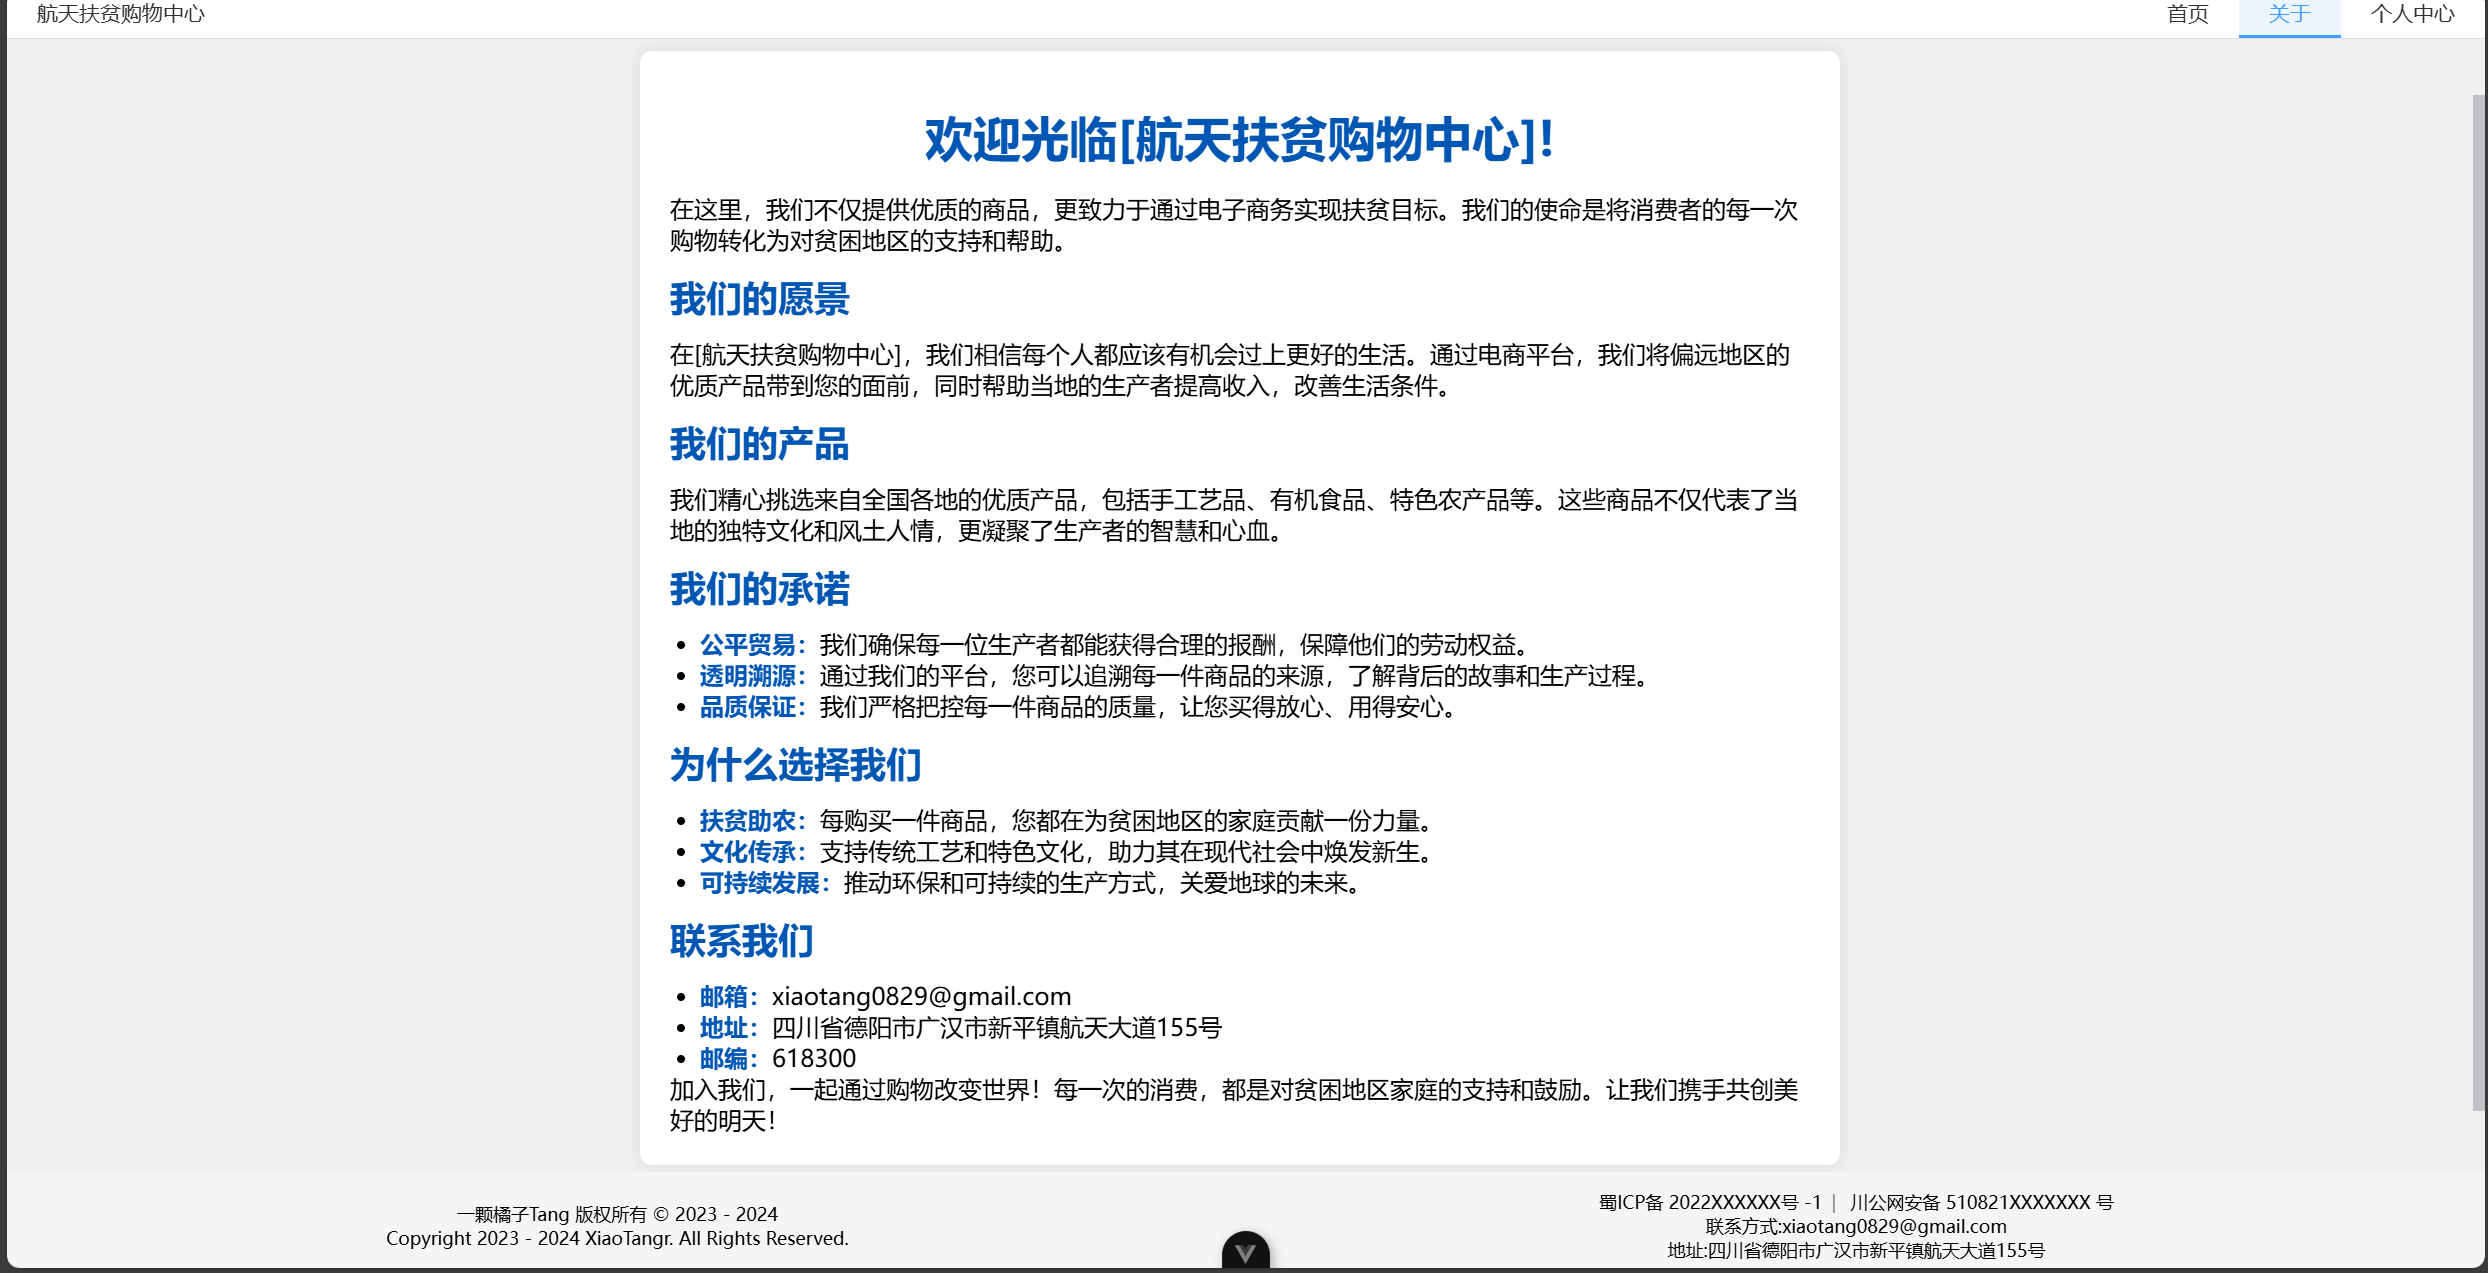 航天扶贫购物中心
首页 关于 个人中心
欢迎光临[航天扶贫购物中心]！
在这里，我们不仅提供优质的商品，更致力于通过电子商务实现扶贫目标。我们的使命是将消费者的每一次
购物转化为对贫困地区的支持和帮助。
我们的愿景
在[航天扶贫购物中心]，我们相信每个人都应该有机会过上更好的生活。通过电商平台，我们将偏远地区的
优质产品带到您的面前，同时帮助当地的生产者提高收入，改善生活条件。
我们的产品
我们精心挑选来自全国各地的优质产品，包括手工艺品、有机食品、特色农产品等。这些商品不仅代表了当
地的独特文化和风土人情，更凝聚了生产者的智慧和心血。
我们的承诺
• 公平贸易：我们确保每一位生产者都能获得合理的报酬，保障他们的劳动权益。
• 透明溯源：通过我们的平台，您可以追溯每一件商品的来源，了解背后的故事和生产过程。
• 品质保证：我们严格把控每一件商品的质量，让您买得放心、用得安心。
为什么选择我们
• 扶贫助农：每购买一件商品，您都在为贫困地区的家庭贡献一份力量。
• 文化传承：支持传统工艺和特色文化，助力其在现代社会中焕发新生。
• 可持续发展：推动环保和可持续的生产方式，关爱地球的未来。
联系我们
• 邮箱：xiaotang0829@gmail.com
• 地址：四川省德阳市广汉市新平镇航天大道155号
• 邮编：618300
加入我们，一起通过购物改变世界！每一次的消费，都是对贫困地区家庭的支持和鼓励。让我们携手共创美
好的明天！
一颗橘子Tang 版权所有 © 2023 - 2024
Copyright 2023 - 2024 XiaoTangr. All Rights Reserved.
蜀ICP备 2022XXXXXX号 -1 | 川公网安备 510821XXXXXXX 号
联系方式:xiaotang0829@gmail.com
地址:四川省德阳市广汉市新平镇航天大道155号